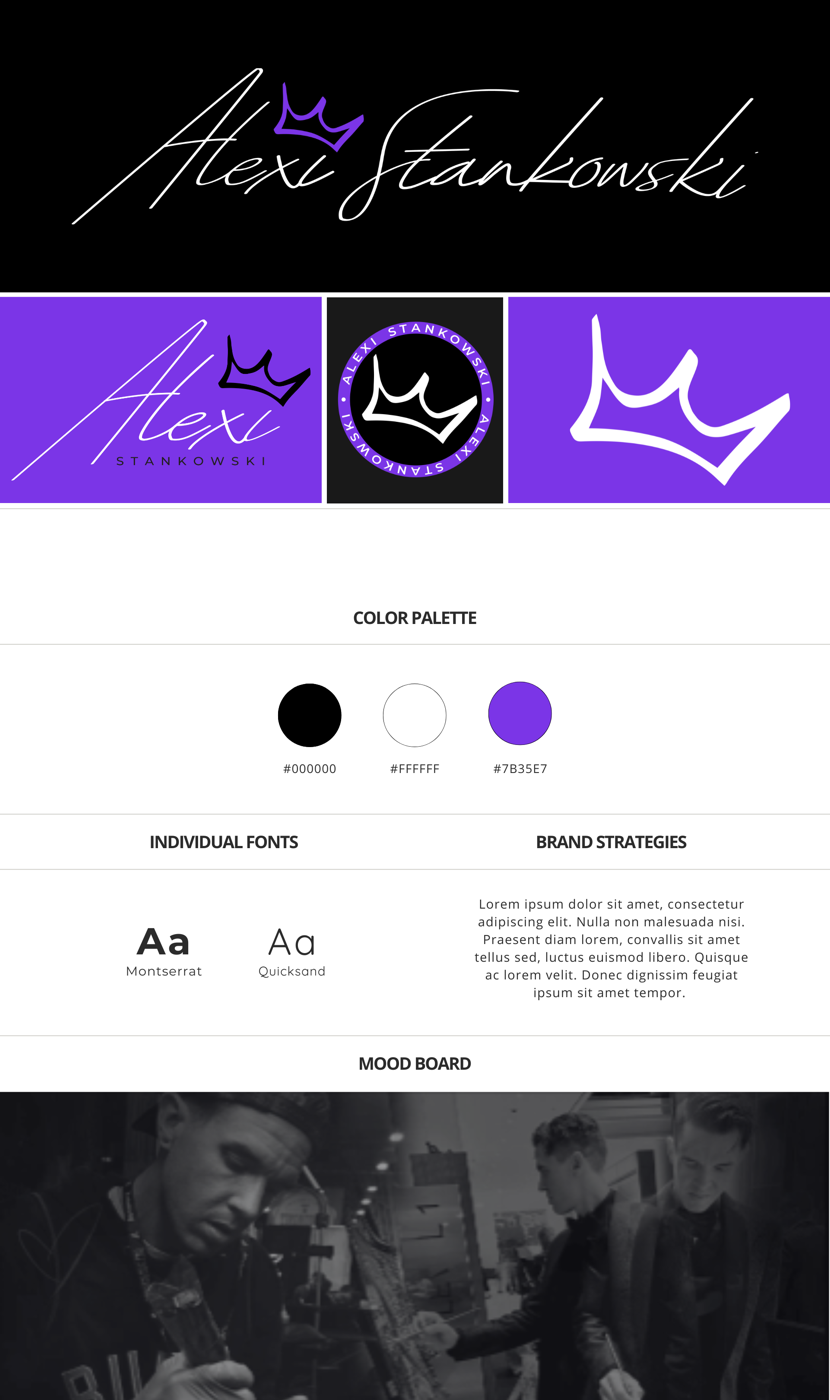 Alexi Stankowski
Alexi
STANKOWSKI
• ALEXI STANKOWSKI • ALEXI STANKOWSKI
COLOR PALETTE
#000000 #FFFFFF #7B35E7
INDIVIDUAL FONTS
BRAND STRATEGIES
Aa Aa
Montserrat Quicksand
Lorem ipsum dolor sit amet, consectetur
adipiscing elit. Nulla non malesuada nisi.
Praesent diam lorem, convallis sit amet
tellus sed, luctus euismod libero. Quisque
ac lorem velit. Donec dignissim feugiat
ipsum sit amet tempor.
MOOD BOARD